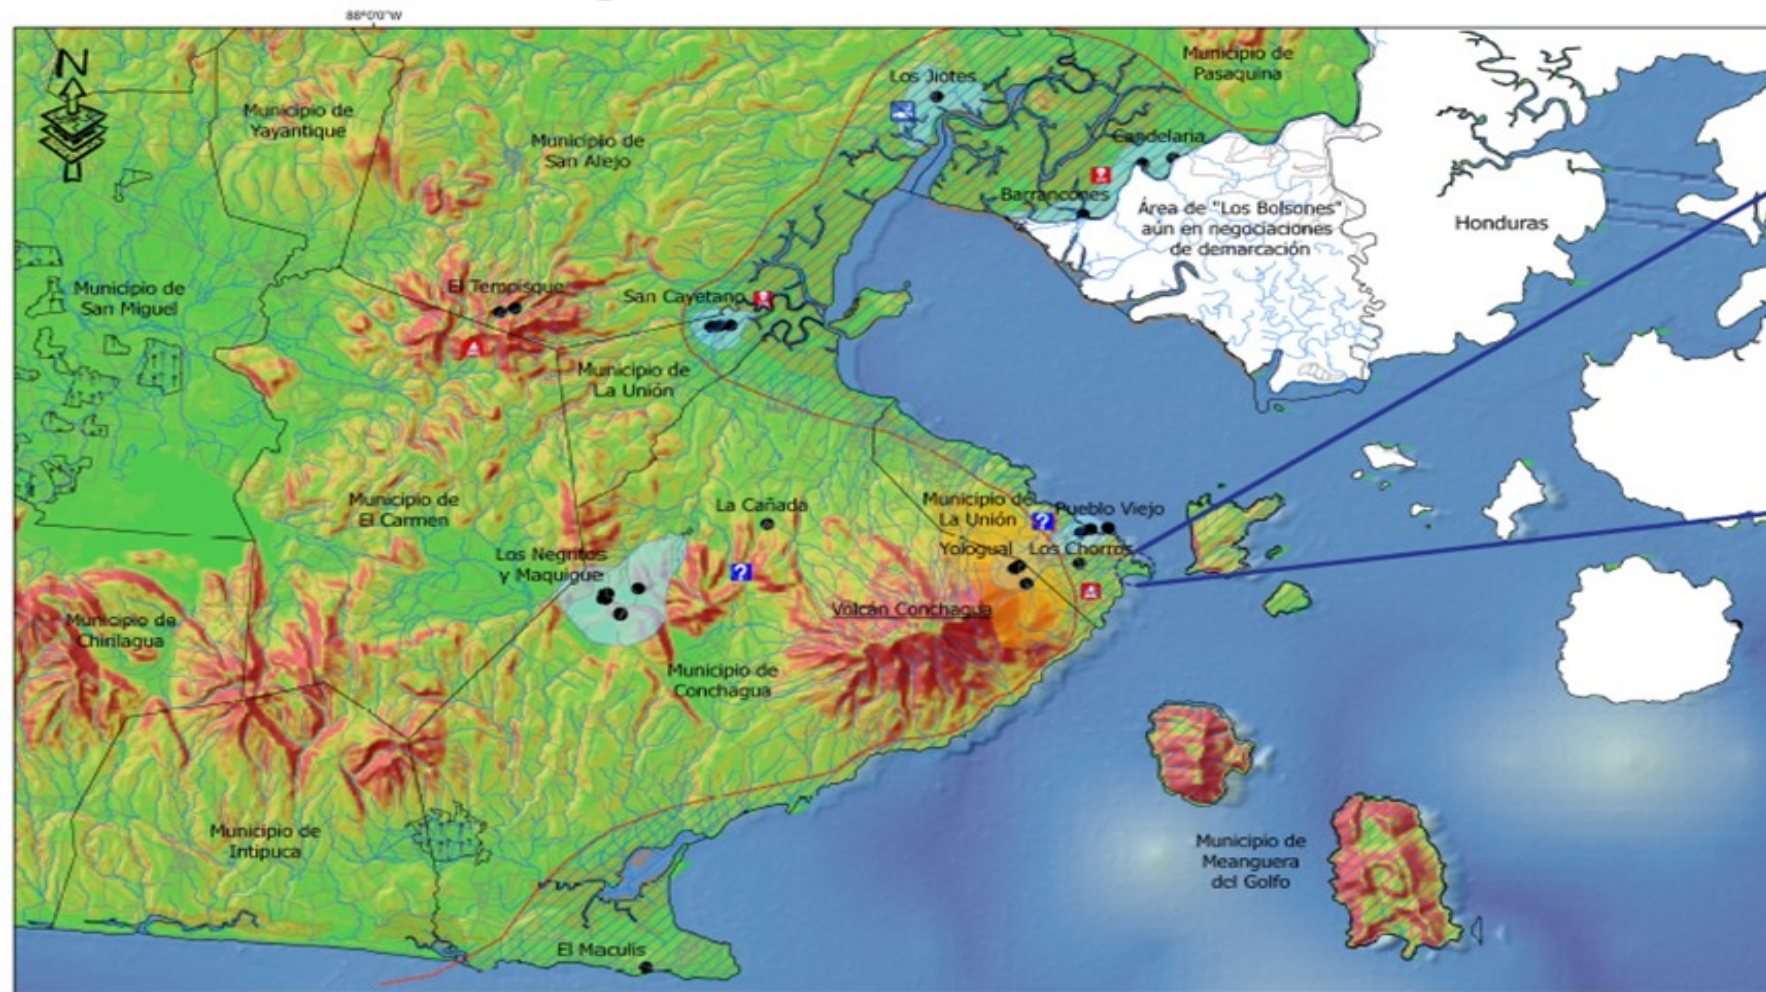 88°0'0"W
N
Municipio de
Pasaquina
Los Jiotes
Municipio de
Yayantique
Municipio de
San Alejo
Candelaria
Barrancones
Área de "Los Bolsones"
aún en negociaciones
de demarcación
Honduras
El Tempisque
San Cayetano
Municipio de
San Miguel
Municipio de
La Unión
Municipio de
El Carmen
La Cañada
Municipio de
La Unión
?
Pueblo Viejo
Yologual
Los Chorros
Los Negritos
y Maquigue
?
Volcán Conchagua
Municipio de
Chirilagua
Municipio de
Conchagua
Municipio de
Intipuca
Municipio de
Meanguera
del Golfo
El Maculis